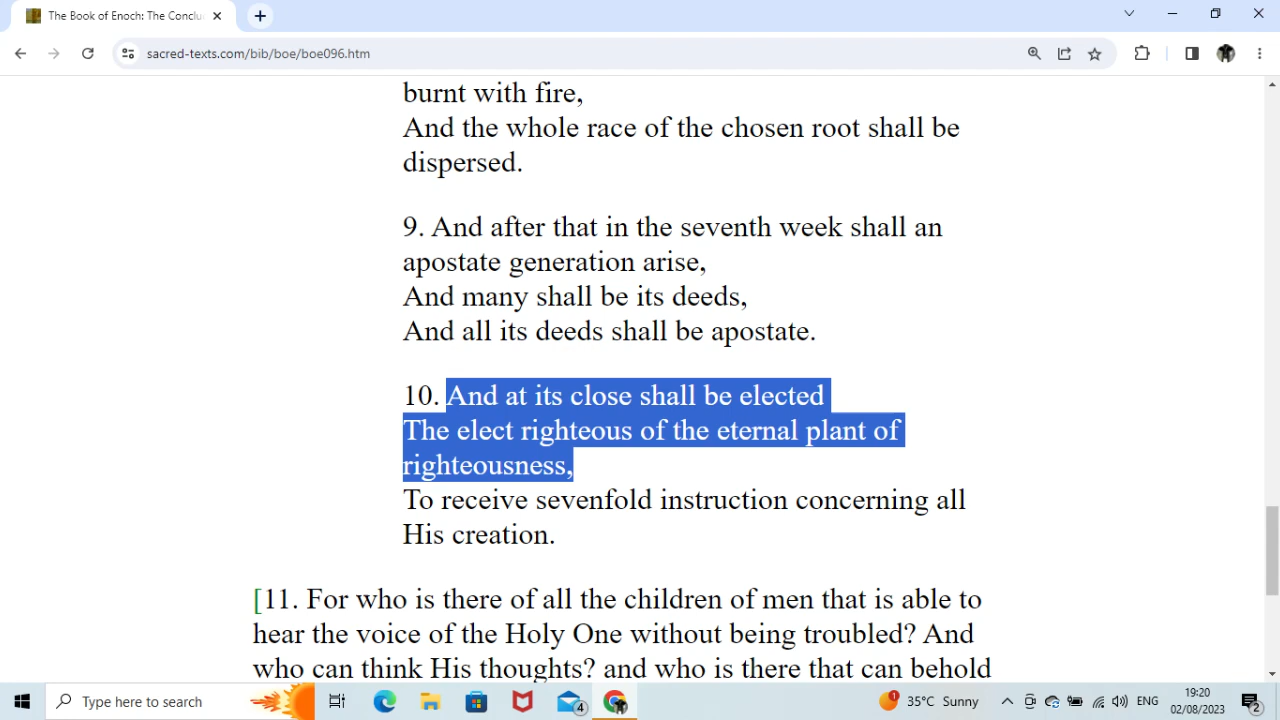 The Book of Enoch: The Conclu
sacred-texts.com/bib/boe/boe096.htm
burnt with fire,
And the whole race of the chosen root shall be
dispersed.
9. And after that in the seventh week shall an
apostate generation arise,
And many shall be its deeds,
And all its deeds shall be apostate.
10. And at its close shall be elected
The elect righteous of the eternal plant of
righteousness,
To receive sevenfold instruction concerning all
His creation.
[11. For who is there of all the children of men that is able to
hear the voice of the Holy One without being troubled? And
who can think His thoughts? and who is there that can behold
Type here to search
4
1
35°C Sunny
ENG
19:20
02/08/2023
2